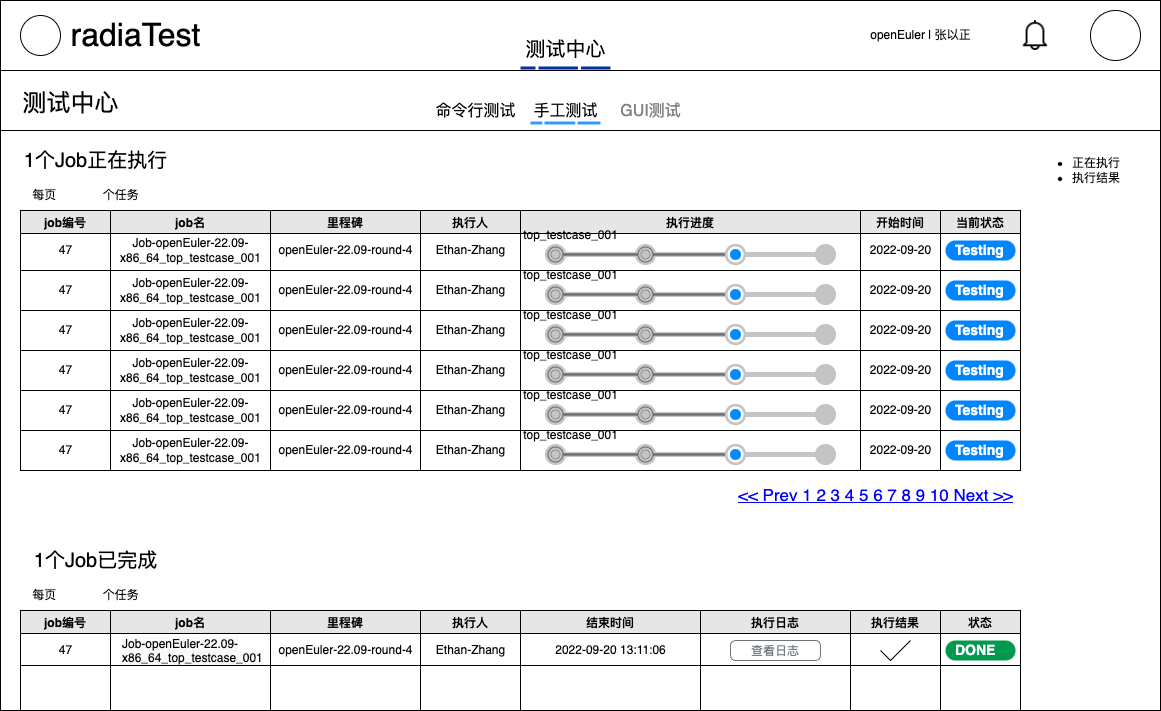 radiaTest
测试中心
openEuler | 张以正
测试中心
命令行测试 手工测试 GUI测试
1个Job正在执行
正在执行
执行结果
每页 个任务
job编号 job名 里程碑 执行人 执行进度 开始时间 当前状态
47 Job-openEuler-22.09- openEuler-22.09-round-4 Ethan-Zhang top_testcase_001 2022-09-20 Testing
x86_64_top_testcase_001
47 Job-openEuler-22.09- openEuler-22.09-round-4 Ethan-Zhang top_testcase_001 2022-09-20 Testing
x86_64_top_testcase_001
47 Job-openEuler-22.09- openEuler-22.09-round-4 Ethan-Zhang top_testcase_001 2022-09-20 Testing
x86_64_top_testcase_001
47 Job-openEuler-22.09- openEuler-22.09-round-4 Ethan-Zhang top_testcase_001 2022-09-20 Testing
x86_64_top_testcase_001
47 Job-openEuler-22.09- openEuler-22.09-round-4 Ethan-Zhang top_testcase_001 2022-09-20 Testing
x86_64_top_testcase_001
47 Job-openEuler-22.09- openEuler-22.09-round-4 Ethan-Zhang top_testcase_001 2022-09-20 Testing
x86_64_top_testcase_001
<< Prev 1 2 3 4 5 6 7 8 9 10 Next >>
1个Job已完成
每页 个任务
job编号 job名 里程碑 执行人 结束时间 执行日志 执行结果 状态
47 Job-openEuler-22.09- openEuler-22.09-round-4 Ethan-Zhang 2022-09-20 13:11:06 查看日志 DONE
x86_64_top_testcase_001